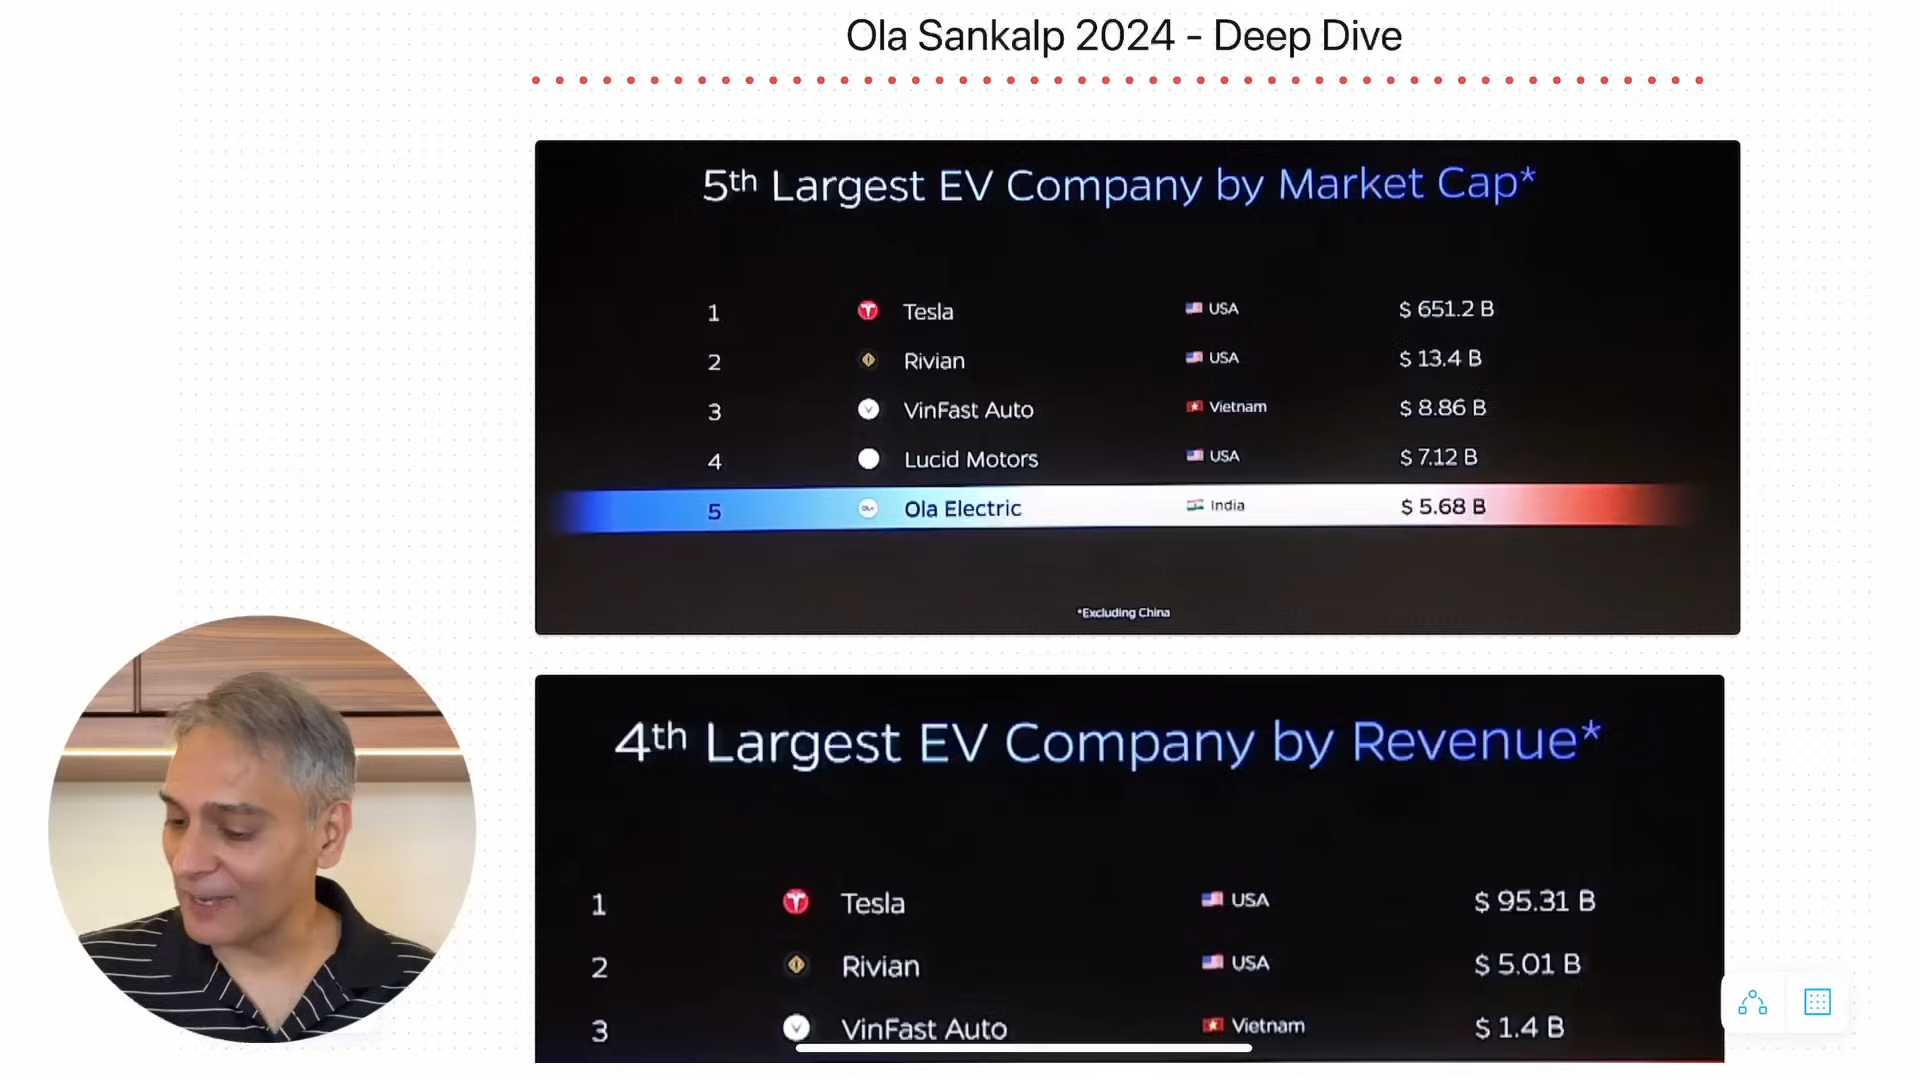 Ola Sankalp 2024 - Deep Dive
5th Largest EV Company by Market Cap*
1 Tesla USA $ 651.2 B
2 Rivian USA $ 13.4 B
3 VinFast Auto Vietnam $ 8.86 B
4 Lucid Motors USA $ 7.12 B
5 Ola Electric India $ 5.68 B
*Excluding China
4th Largest EV Company by Revenue*
1 Tesla USA $ 95.31 B
2 Rivian USA $ 5.01 B
3 VinFast Auto Vietnam $ 1.4 B